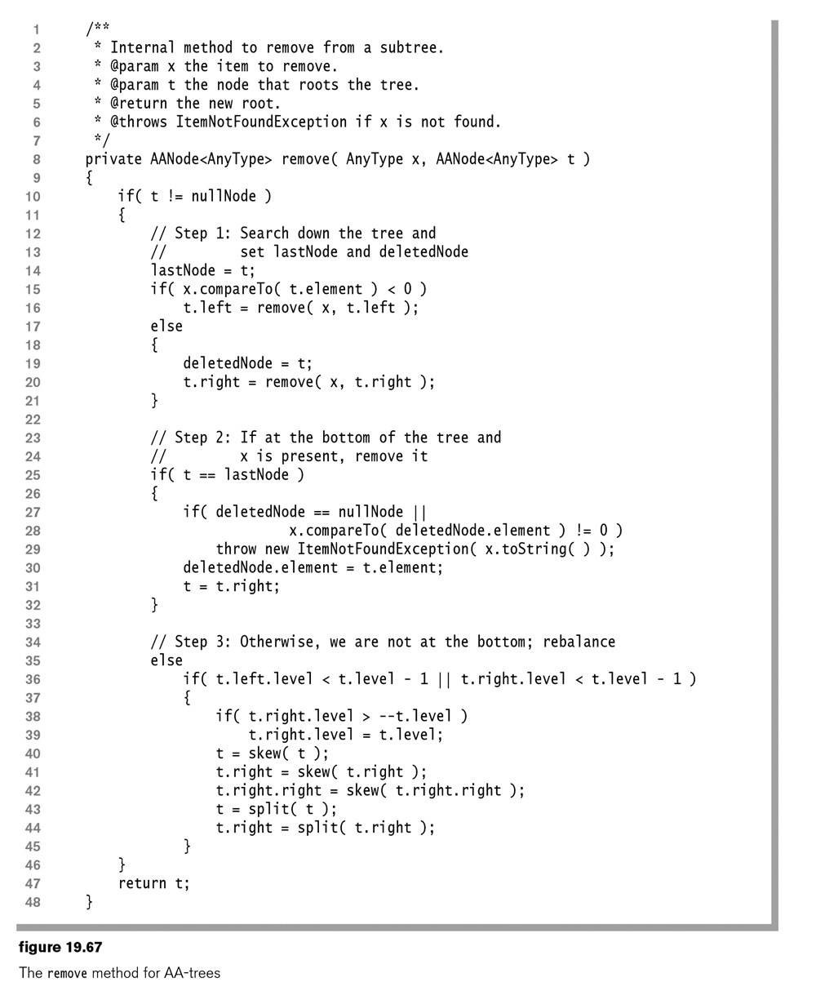 1 /**
2  * Internal method to remove from a subtree.
3  * @param x the item to remove.
4  * @param t the node that roots the tree.
5  * @return the new root.
6  * @throws ItemNotFoundException if x is not found.
7  */
8 private AANode<AnyType> remove( AnyType x, AANode<AnyType> t )
9 {
10     if( t != nullNode )
11     {
12         // Step 1: Search down the tree and
13         //         set lastNode and deletedNode
14         lastNode = t;
15         if( x.compareTo( t.element ) < 0 )
16             t.left = remove( x, t.left );
17         else
18         {
19             deletedNode = t;
20             t.right = remove( x, t.right );
21         }
22
23         // Step 2: If at the bottom of the tree and
24         //         x is present, remove it
25         if( t == lastNode )
26         {
27             if( deletedNode == nullNode ||
28                          x.compareTo( deletedNode.element ) != 0 )
29                 throw new ItemNotFoundException( x.toString( ) );
30             deletedNode.element = t.element;
31             t = t.right;
32         }
33
34         // Step 3: Otherwise, we are not at the bottom; rebalance
35         else
36             if( t.left.level < t.level - 1 || t.right.level < t.level - 1 )
37             {
38                 if( t.right.level > --t.level )
39                     t.right.level = t.level;
40                 t = skew( t );
41                 t.right = skew( t.right );
42                 t.right.right = skew( t.right.right );
43                 t = split( t );
44                 t.right = split( t.right );
45             }
46     }
47     return t;
48 }
figure 19.67
The remove method for AA-trees